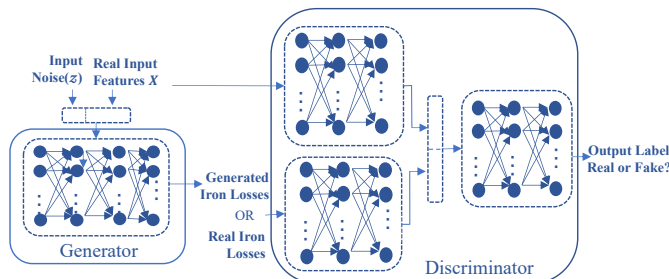 Input
Noise(z)
Real Input
Features X
Generator
Generated
Iron Losses
OR
Real Iron
Losses
Discriminator
Output Label
Real or Fake?